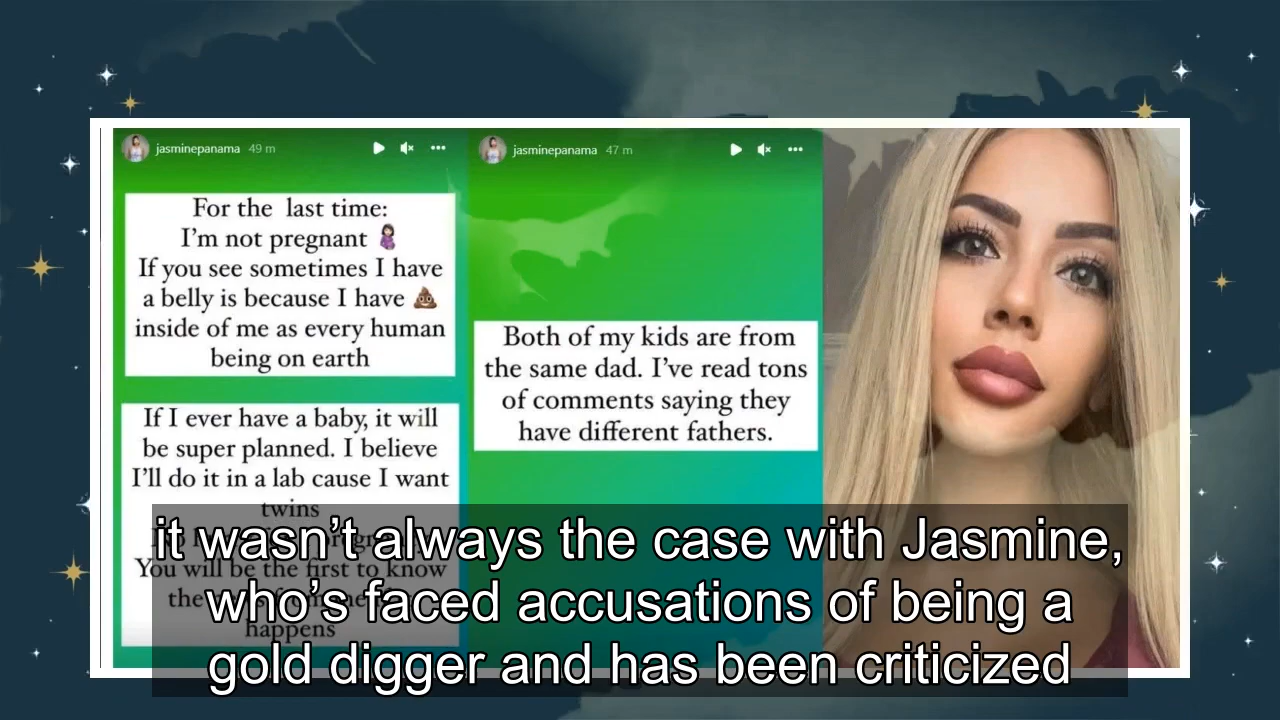 jasminepanama 49 m
For the last time:
I'm not pregnant 🤰🏻
If you see sometimes I have
a belly is because I have 💩
inside of me as every human
being on earth
If I ever have a baby, it will
be super planned. I believe
I'll do it in a lab cause I want
twins
You will be the first to know
the
happens
jasminepanama 47 m
Both of my kids are from
the same dad. I've read tons
of comments saying they
have different fathers.
it wasn't always the case with Jasmine,
who's faced accusations of being a
gold digger and has been criticized